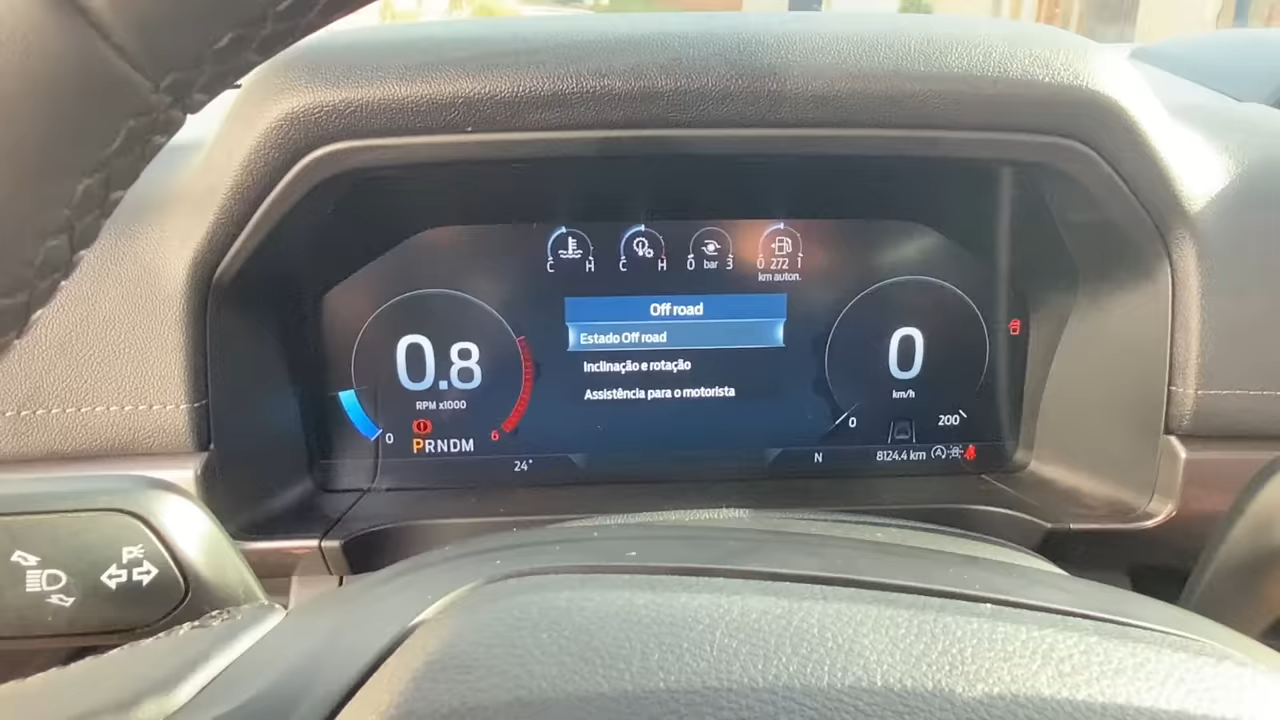 C H
C H
0 bar 3
0 272 1
km auton.
Off road
Estado Off road
Inclinação e rotação
Assistência para o motorista
0.8
RPM x1000
0
6
PRNDM
24°
0
km/h
0
200
N
8124.4 km
A
P